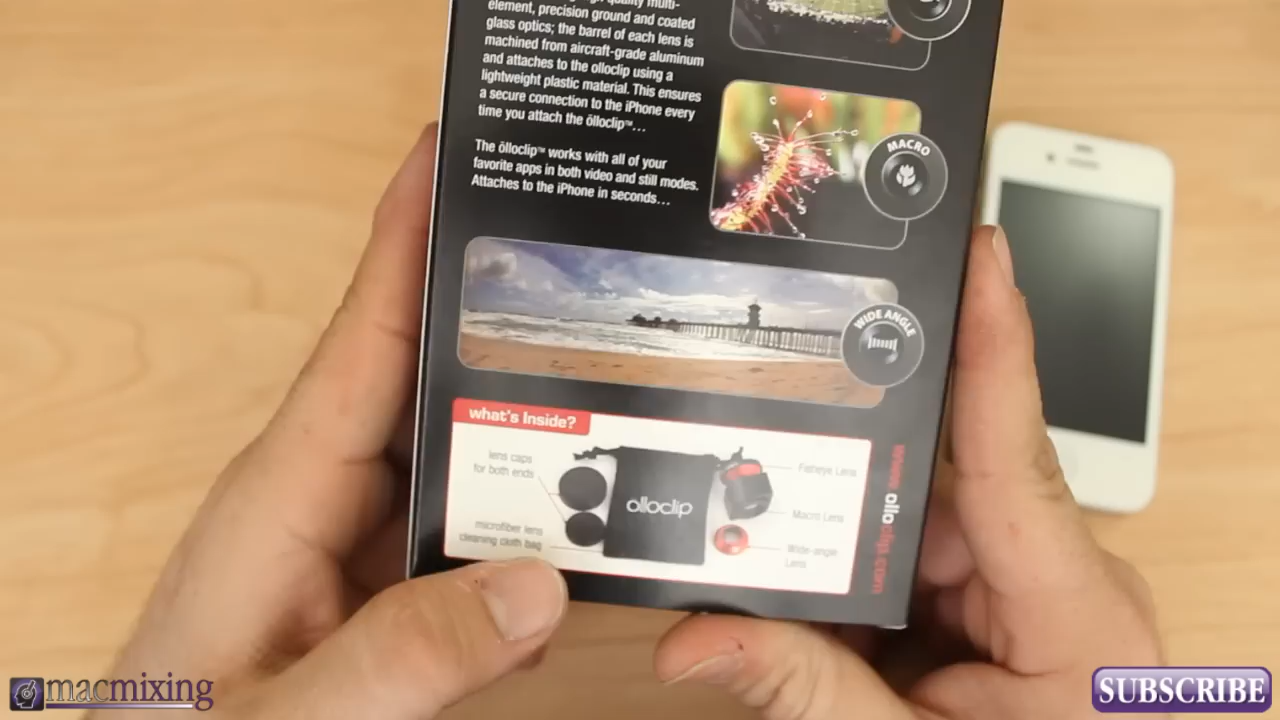 element, precision ground and coated
glass optics; the barrel of each lens is
machined from aircraft-grade aluminum
and attaches to the olloclip using a
lightweight plastic material. This ensures
a secure connection to the iPhone every
time you attach the ölloclip™...
The ōlloclip™ works with all of your
favorite apps in both video and still modes.
Attaches to the iPhone in seconds...
MACRO
WIDE ANGLE
what's Inside?
lens caps
for both ends
microfiber lens
cleaning cloth bag
olloclip
Fisheye Lens
Macro Lens
Wide-angle
Lens
www.olloclip.com
macmixing
SUBSCRIBE